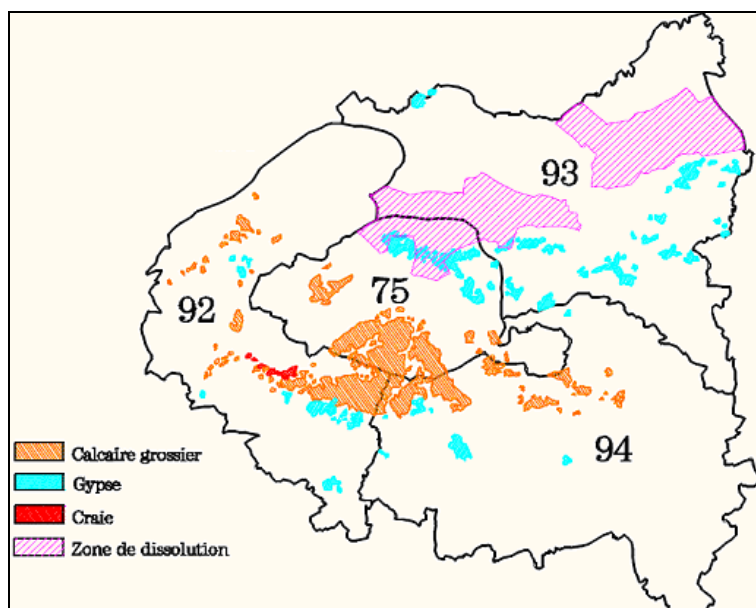 93
75
92
94
Calcaire grossier
Gypse
Craie
Zone de dissolution